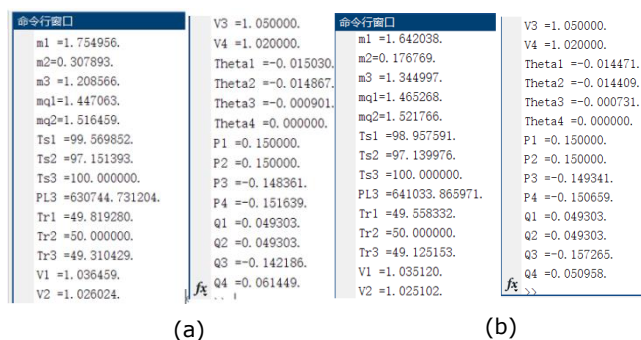 命令行窗口
m1 =1.754956.
m2=0.307893.
m3 =1.208566.
mq1=1.447063.
mq2=1.516459.
Ts1 =99.569852.
Ts2 =97.151393.
Ts3 =100.000000.
PL3 =630744.731204.
Tr1 =49.819280.
Tr2 =50.000000.
Tr3 =49.310429.
V1 =1.036459.
V2 =1.026024.
V3 =1.050000.
V4 =1.020000.
Theta1 =-0.015030.
Theta2 =-0.014867.
Theta3 =-0.000901.
Theta4 =0.000000.
P1 =0.150000.
P2 =0.150000.
P3 =-0.148361.
P4 =-0.151639.
Q1 =0.049303.
Q2 =0.049303.
Q3 =-0.142186.
Q4 =0.061449.
fx >>
(a)
命令行窗口
m1 =1.642038.
m2=0.176769.
m3 =1.344997.
mq1=1.465268.
mq2=1.521766.
Ts1 =98.957591.
Ts2 =97.139976.
Ts3 =100.000000.
PL3 =641033.865971.
Tr1 =49.558332.
Tr2 =50.000000.
Tr3 =49.125153.
V1 =1.035120.
V2 =1.025102.
V3 =1.050000.
V4 =1.020000.
Theta1 =-0.014471.
Theta2 =-0.014409.
Theta3 =-0.000731.
Theta4 =0.000000.
P1 =0.150000.
P2 =0.150000.
P3 =-0.149341.
P4 =-0.150659.
Q1 =0.049303.
Q2 =0.049303.
Q3 =-0.157265.
Q4 =0.050958.
fx >>
(b)